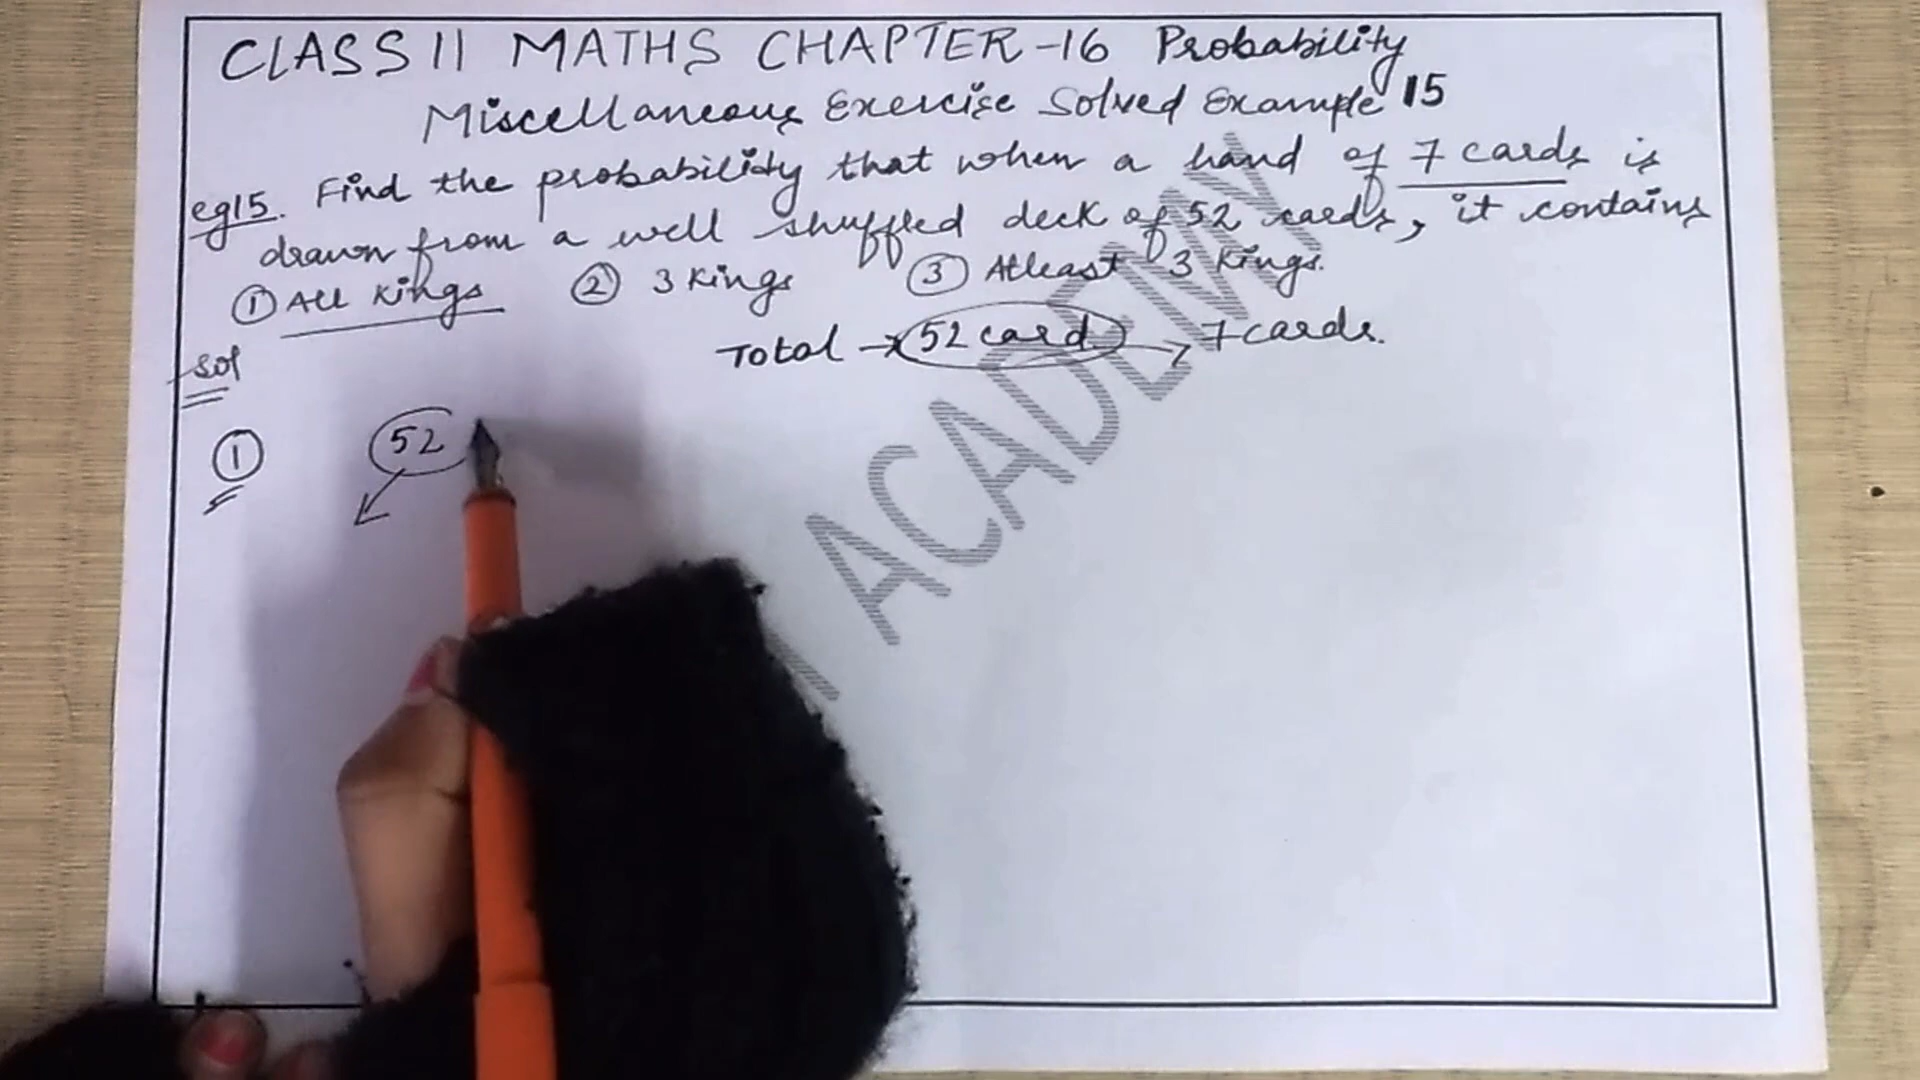 CLASS 11 MATHS CHAPTER -16 Probability
Miscellaneous Exercise Solved Example 15
eg15. Find the probability that when a hand of 7 cards is
drawn from a well shuffled deck of 52 cards, it contains
① All Kings ② 3 Kings ③ Atleast 3 Kings.
Total → 52 card → 7 cards.
Sol
① 52
ACADEMY